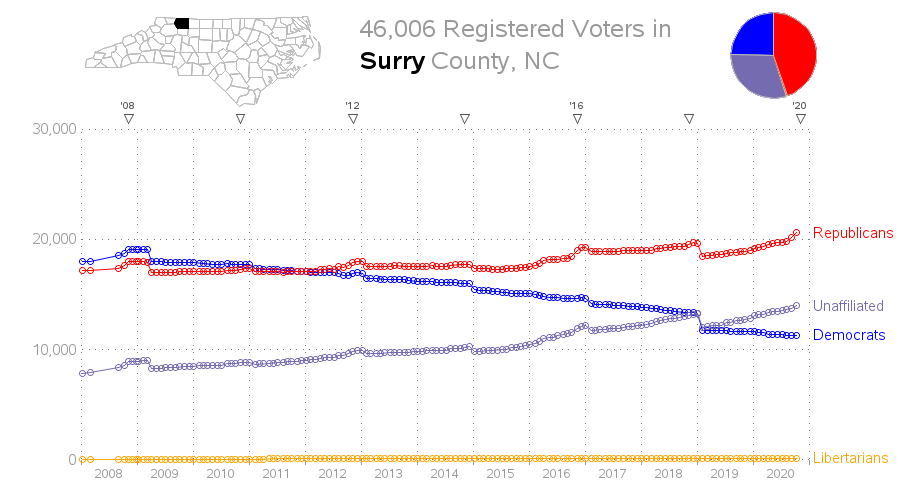 46,006 Registered Voters in
Surry County, NC
'08 '12 '16 '20
30,000
20,000
Republicans
Unaffiliated
Democrats
10,000
0
Libertarians
2008 2009 2010 2011 2012 2013 2014 2015 2016 2017 2018 2019 2020